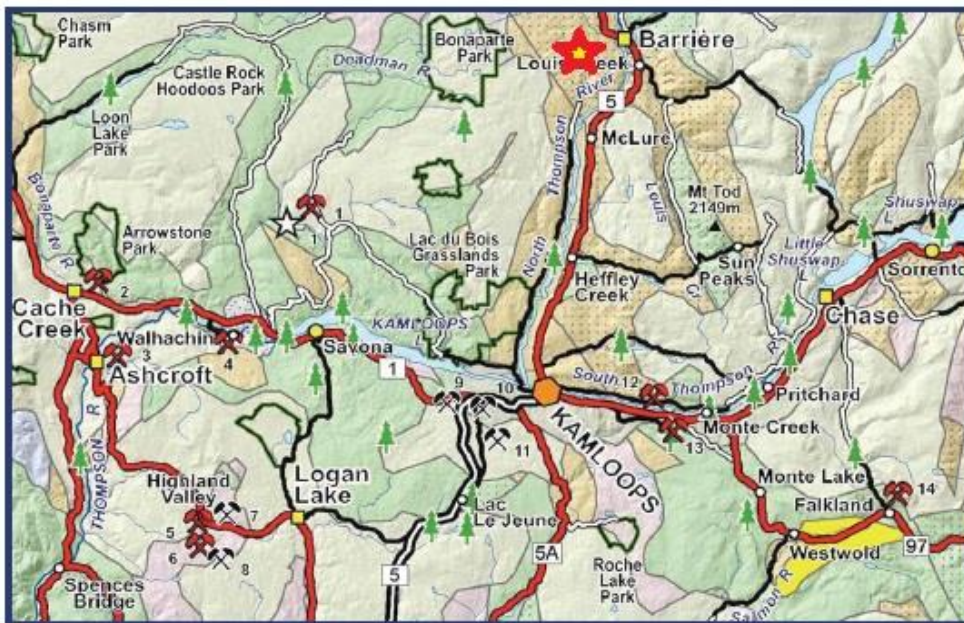 Chasm
Park
Deadman R
Bonaparte
Park
Barrière
Castle Rock
Hoodoos Park
Loon
Lake
Park
River
5
McLure
Thompson
Bonaparte R
Louis
Mt Tod
2149m
Shuswap
L
1
1
Arrowstone
Park
Lac du Bois
Grasslands
Park
North
Sun
Peaks
Little
Shuswap
L
Sorrento
Heffley
Creek
Cr
2
Cache
Creek
KAMLOOPS
L
Chase
Walhachin
3
4
Savona
1
Ashcroft
9
10
South
12
Thompson
R
Pritchard
KAMLOOPS
Monte Creek
11
13
THOMPSON R
Highland
Valley
Logan
Lake
Monte Lake
14
Falkland
5
7
Lac
Le Jeune
6
8
5A
Westwold
97
5
Roche
Lake
Park
Spences
Bridge
Salmon R